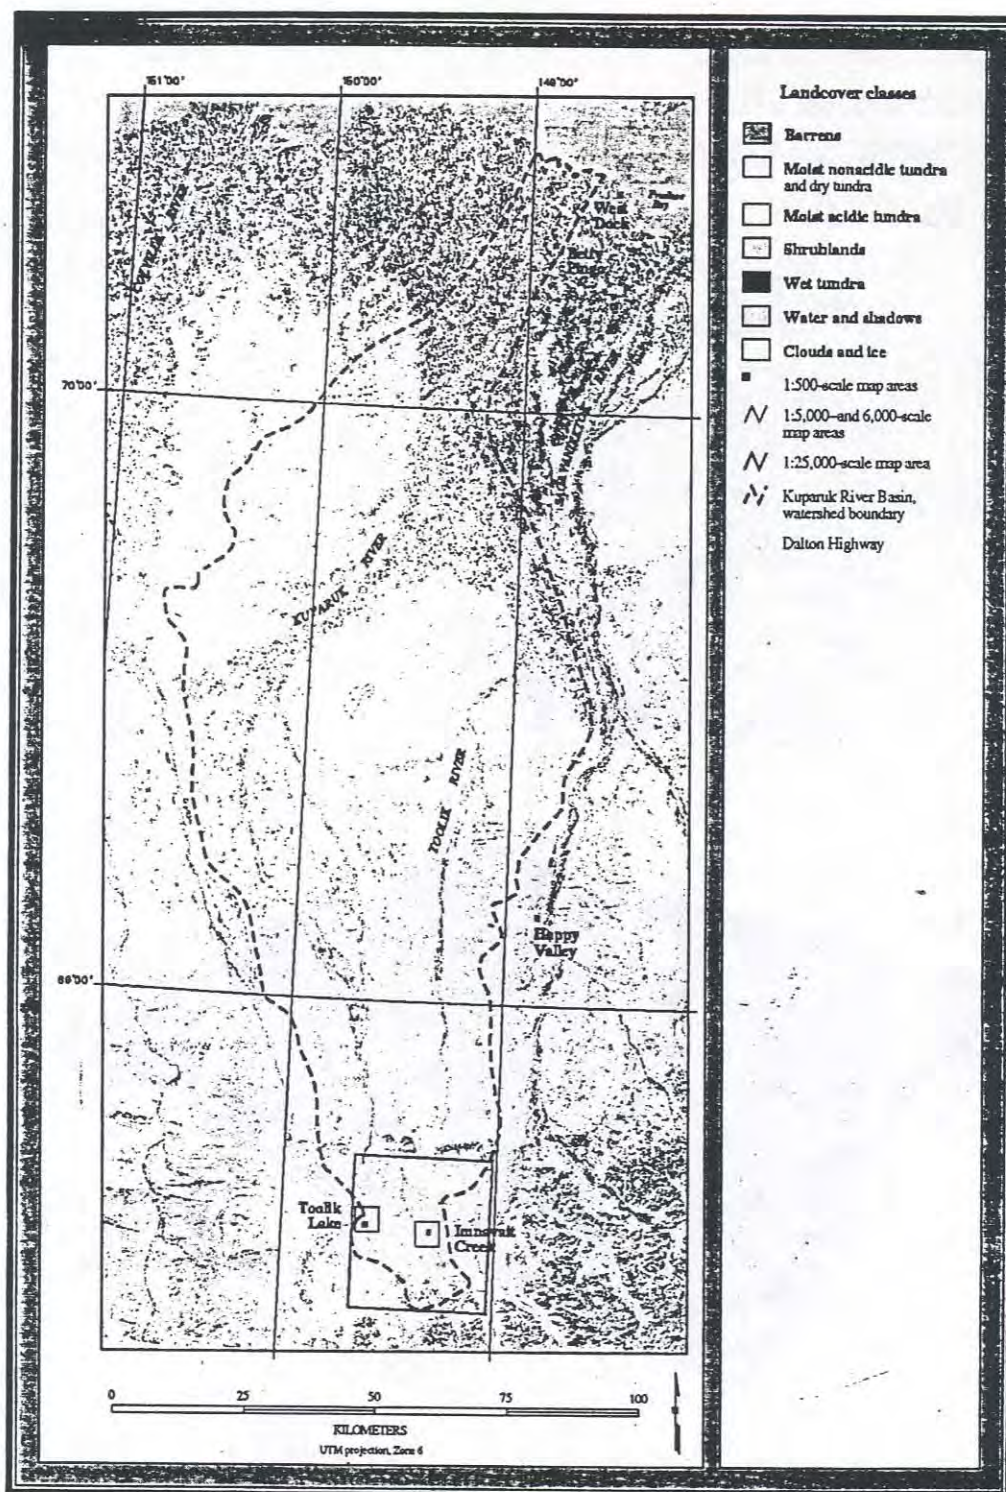 151°00'
150°00'
149°00'
RIVER
West
Dock
Betty
Pingo
70°00'
KUPARUK RIVER
TOOLIK RIVER
Happy
Valley
69°00'
Toolik
Lake
Imnavait
Creek
0 25 50 75 100
KILOMETERS
UTM projection, Zone 6
Landcover classes
Barrens
Moist nonacidic tundra
and dry tundra
Moist acidic tundra
Shrublands
Wet tundra
Water and shadows
Clouds and ice
1:500-scale map areas
1:5,000–and 6,000-scale
map areas
1:25,000-scale map area
Kuparuk River Basin,
watershed boundary
Dalton Highway